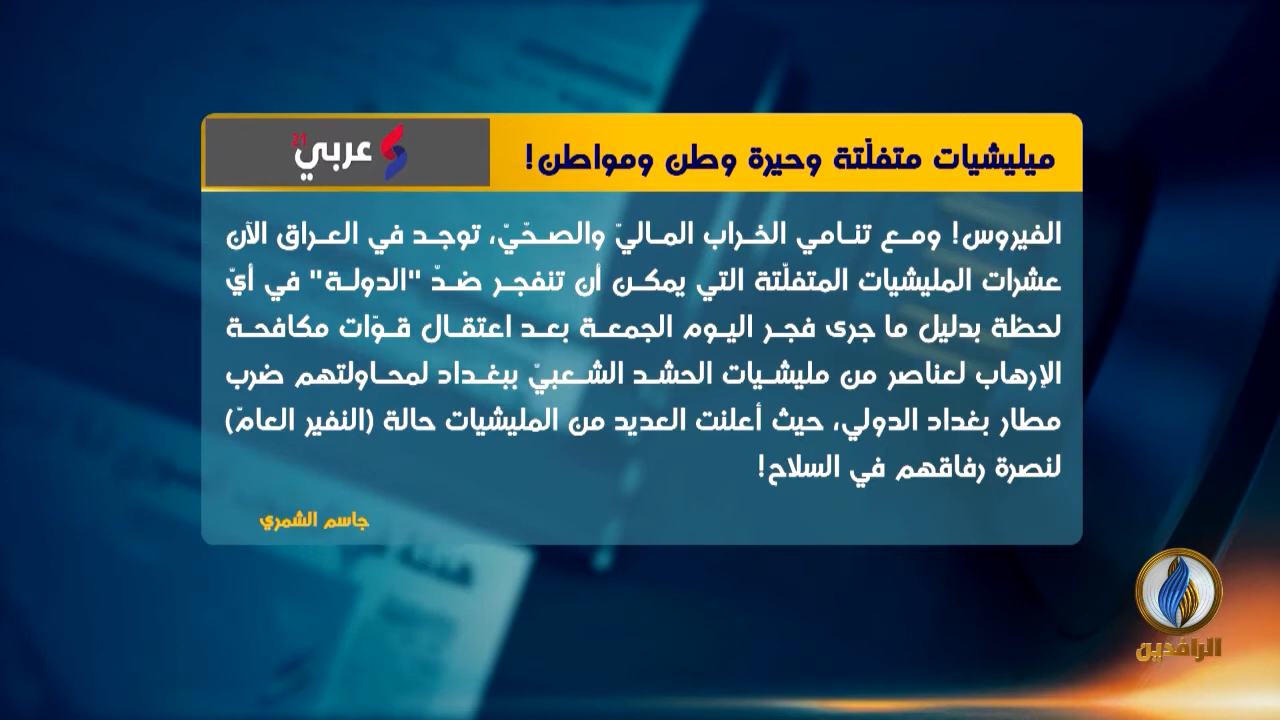 ميليشيات متفلّتة وحيرة وطن ومواطن!
عربي 21
الفيروس! ومع تنامي الخراب الماليّ والصحّيّ، توجد في العراق الآن
عشرات المليشيات المتفلّتة التي يمكن أن تنفجر ضدّ "الدولة" في أيّ
لحظة بدليل ما جرى فجر اليوم الجمعة بعد اعتقال قوّات مكافحة
الإرهاب لعناصر من مليشيات الحشد الشعبيّ ببغداد لمحاولتهم ضرب
مطار بغداد الدولي، حيث أعلنت العديد من المليشيات حالة (النفير العامّ)
لنصرة رفاقهم في السلاح!
جاسم الشمري
الرافدين